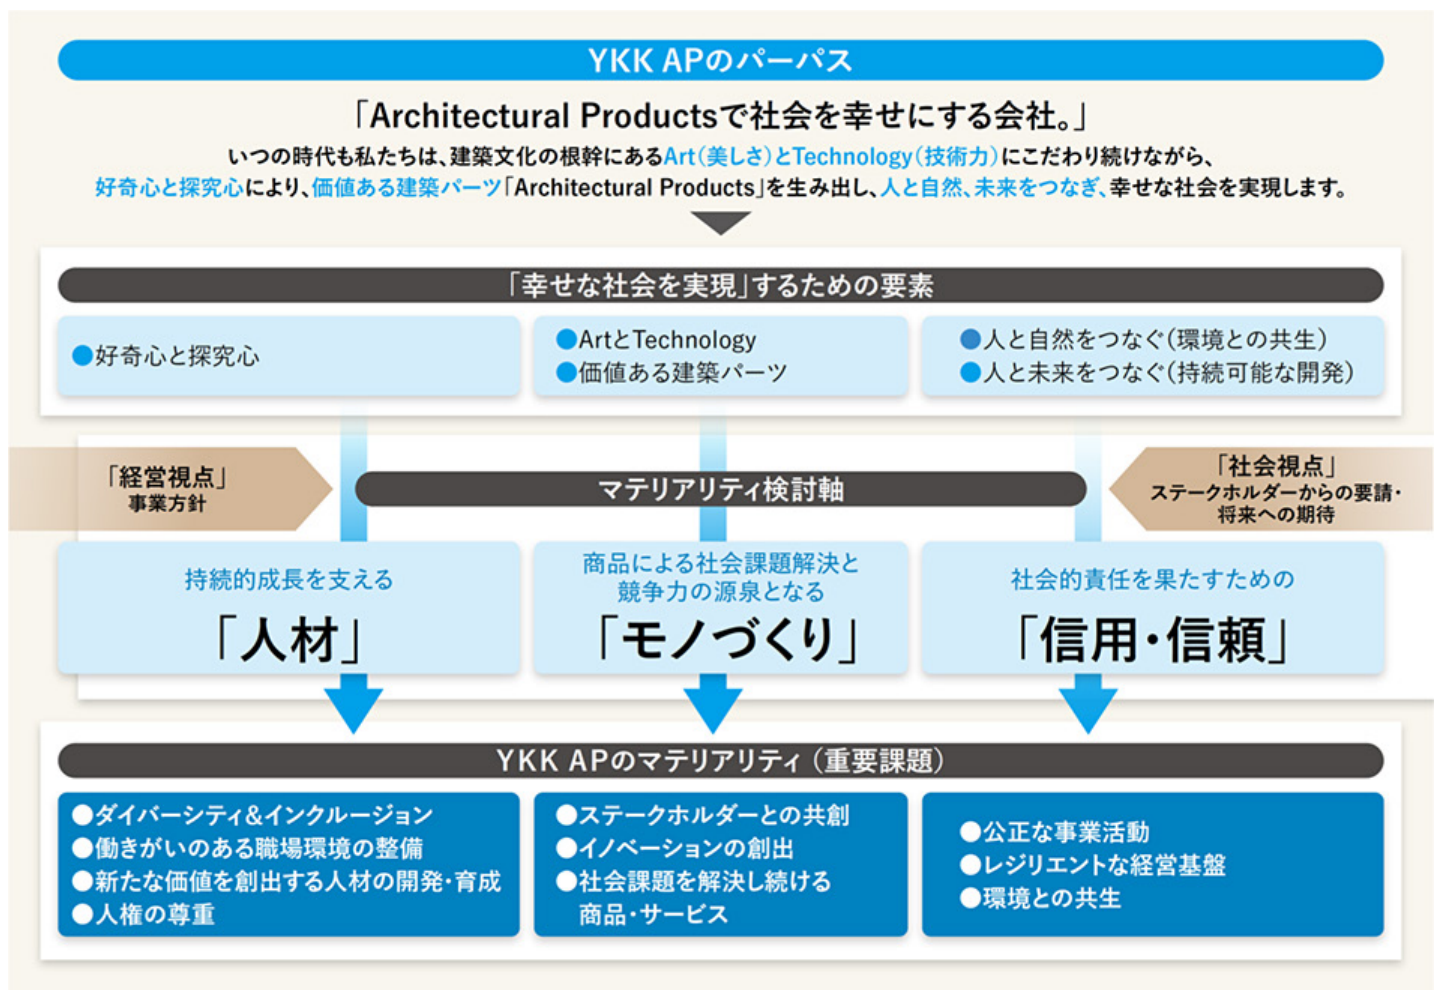 YKK APのパーパス
「Architectural Productsで社会を幸せにする会社。」
いつの時代も私たちは、建築文化の根幹にあるArt(美しさ)とTechnology(技術力)にこだわり続けながら、
好奇心と探究心により、価値ある建築パーツ「Architectural Products」を生み出し、人と自然、未来をつなぎ、幸せな社会を実現します。
「幸せな社会を実現」するための要素
●好奇心と探究心
●ArtとTechnology
●価値ある建築パーツ
●人と自然をつなぐ(環境との共生)
●人と未来をつなぐ(持続可能な開発)
「経営視点」
事業方針
マテリアリティ検討軸
「社会視点」
ステークホルダーからの要請・
将来への期待
持続的成長を支える
「人材」
商品による社会課題解決と
競争力の源泉となる
「モノづくり」
社会的責任を果たすための
「信用・信頼」
YKK APのマテリアリティ(重要課題)
●ダイバーシティ&インクルージョン
●働きがいのある職場環境の整備
●新たな価値を創出する人材の開発・育成
●人権の尊重
●ステークホルダーとの共創
●イノベーションの創出
●社会課題を解決し続ける
商品・サービス
●公正な事業活動
●レジリエントな経営基盤
●環境との共生